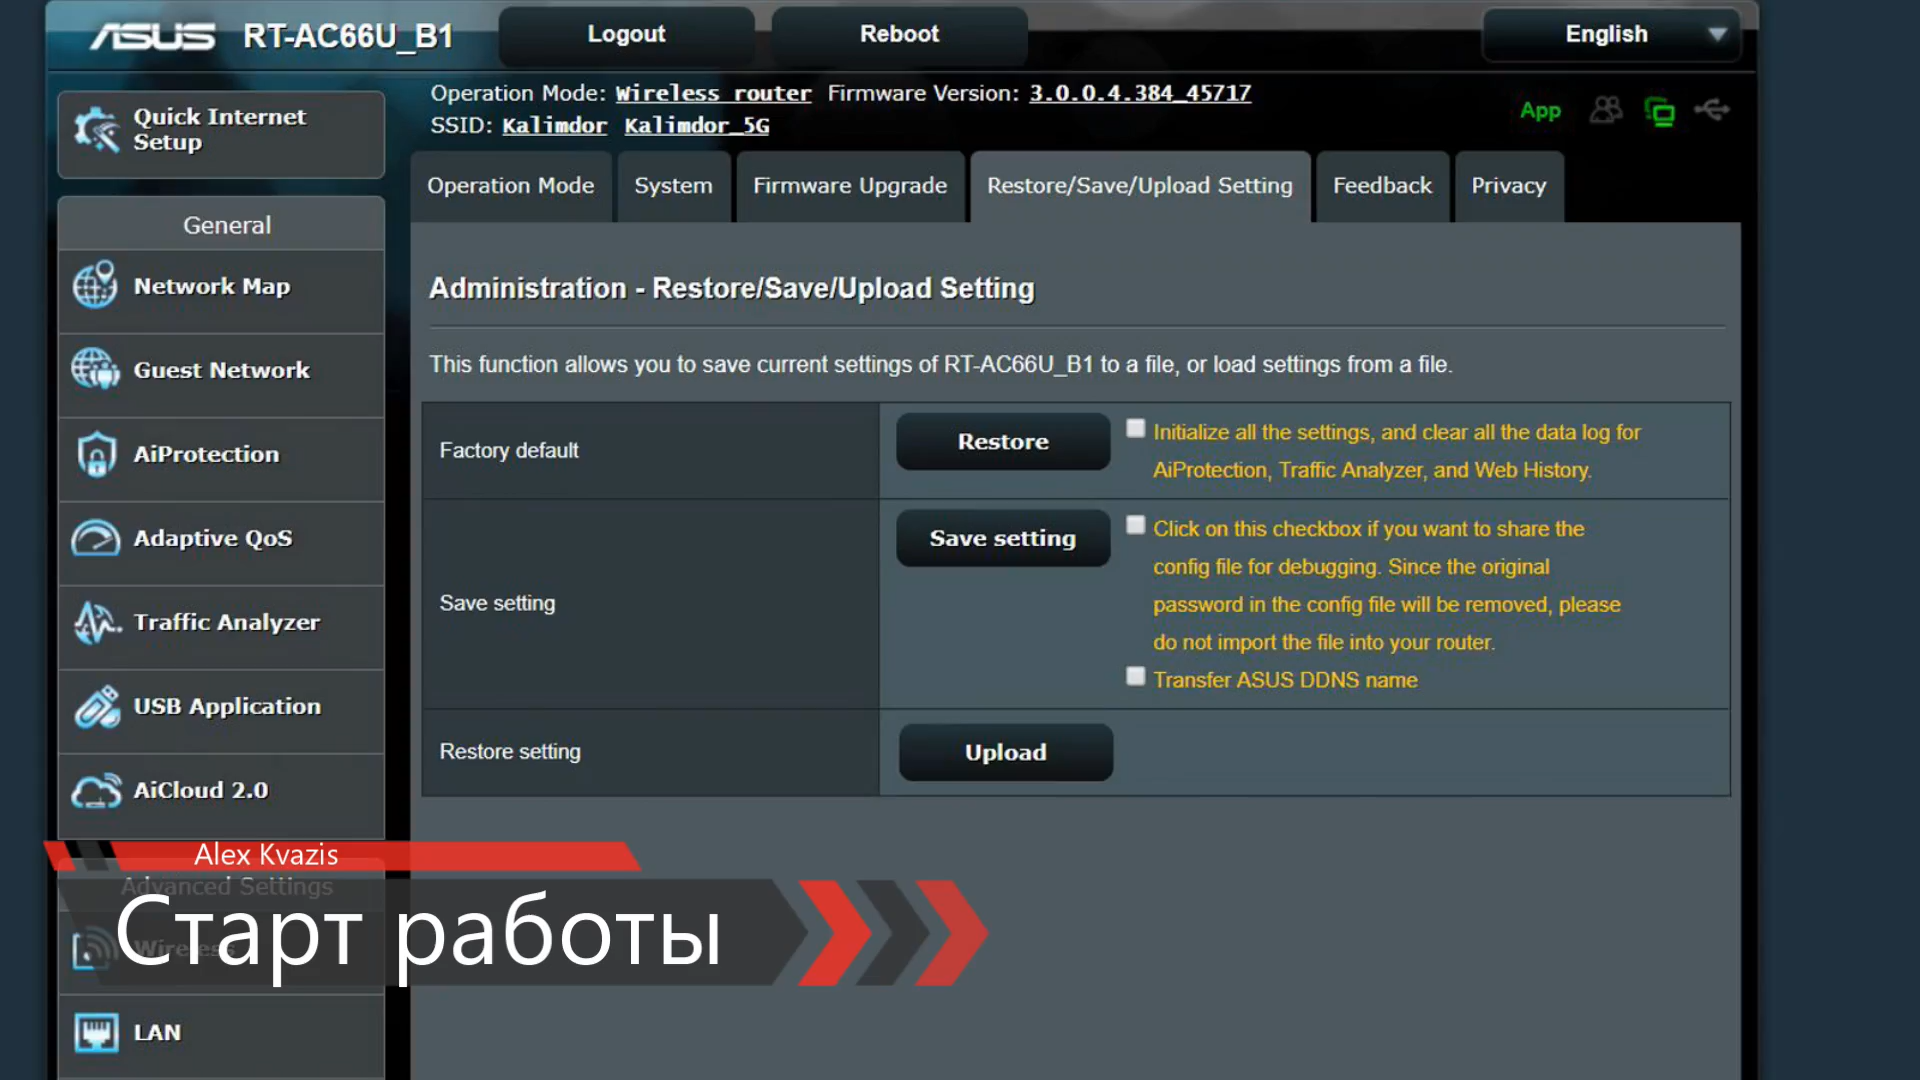 ASUS RT-AC66U_B1
Logout
Reboot
English
Operation Mode: Wireless router Firmware Version: 3.0.0.4.384_45717
SSID: Kalimdor Kalimdor_5G
App
Quick Internet
Setup
General
Network Map
Guest Network
AiProtection
Adaptive QoS
Traffic Analyzer
USB Application
AiCloud 2.0
Advanced Settings
Wireless
LAN
Operation Mode
System
Firmware Upgrade
Restore/Save/Upload Setting
Feedback
Privacy
Administration - Restore/Save/Upload Setting
This function allows you to save current settings of RT-AC66U_B1 to a file, or load settings from a file.
Factory default
Restore
Initialize all the settings, and clear all the data log for
AiProtection, Traffic Analyzer, and Web History.
Save setting
Save setting
Click on this checkbox if you want to share the
config file for debugging. Since the original
password in the config file will be removed, please
do not import the file into your router.
Transfer ASUS DDNS name
Restore setting
Upload
Alex Kvazis
Старт работы